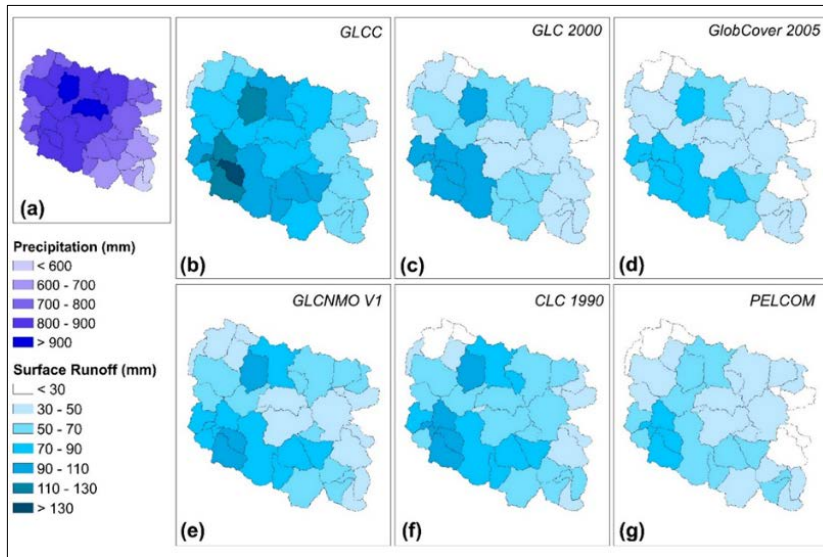 GLCC
GLC 2000
GlobCover 2005
(a)
(b)
(c)
(d)
Precipitation (mm)
< 600
600 - 700
700 - 800
800 - 900
> 900
GLCNMO V1
CLC 1990
PELCOM
Surface Runoff (mm)
< 30
30 - 50
50 - 70
70 - 90
90 - 110
110 - 130
> 130
(e)
(f)
(g)